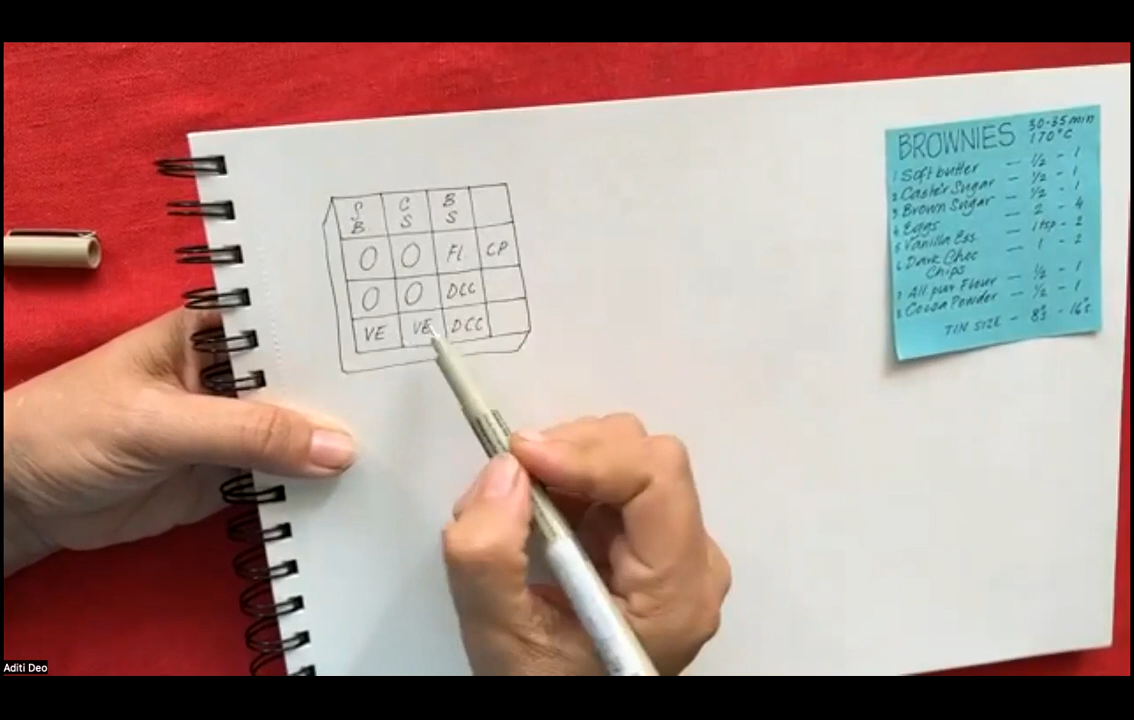 BROWNIES 30-35 min
170°C
1 Soft butter — 1/2 - 1
2 Caster Sugar — 1/2 - 1
3 Brown Sugar — 1/2 - 1
4 Eggs — 2 - 4
5 Vanilla Ess. — 1 tsp - 2
6 Dark Choc Chips — 1 - 2
7 All pur Flour — 1/2 - 1
8 Cocoa Powder — 1/2 - 1
TIN SIZE — 8"s - 16"s
S B
C S
B S
O O FL CP
O O DCC
VE VE DCC
Aditi Deo